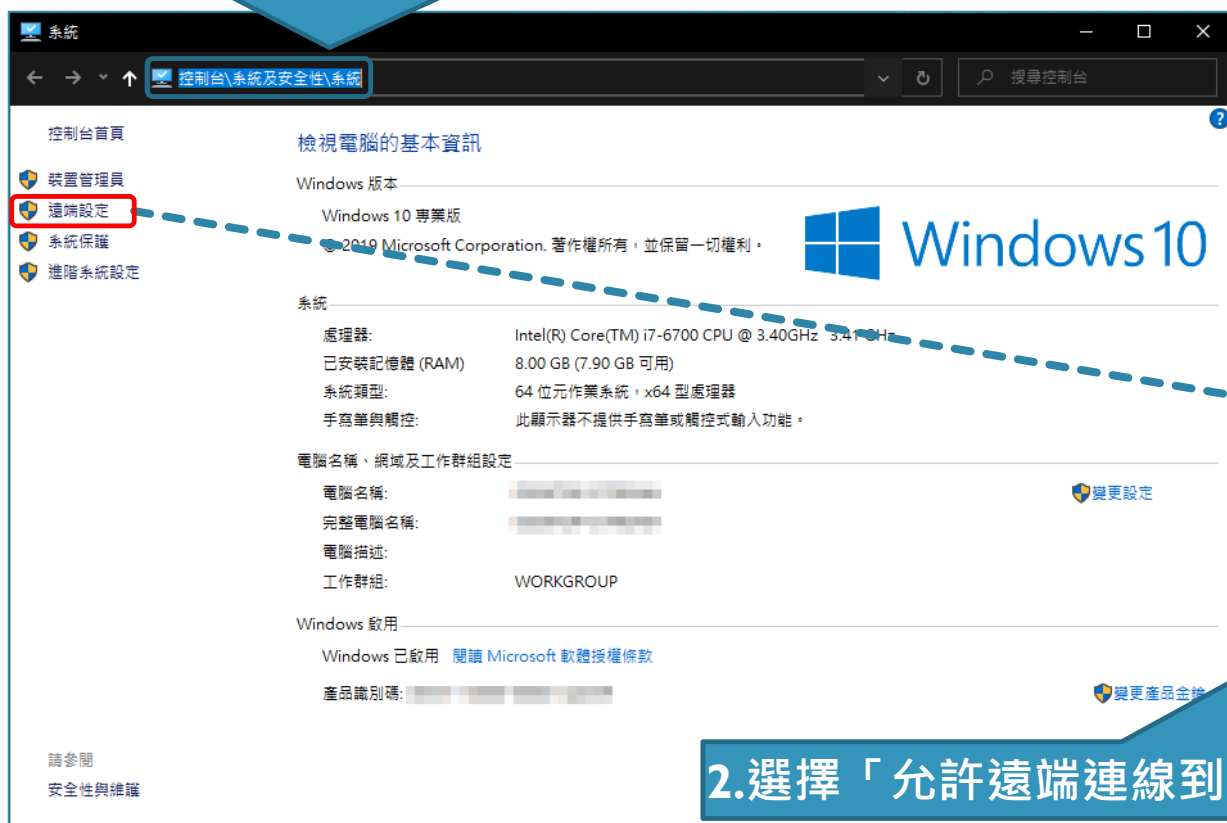 系統
控制台\系統及安全性\系統
搜尋控制台
控制台首頁
裝置管理員
遠端設定
系統保護
進階系統設定
檢視電腦的基本資訊
Windows 版本
Windows 10 專業版
© 2019 Microsoft Corporation. 著作權所有，並保留一切權利。
Windows 10
系統
處理器: Intel(R) Core(TM) i7-6700 CPU @ 3.40GHz 3.41 GHz
已安裝記憶體 (RAM) 8.00 GB (7.90 GB 可用)
系統類型: 64 位元作業系統，x64 型處理器
手寫筆與觸控: 此顯示器不提供手寫筆或觸控式輸入功能。
電腦名稱、網域及工作群組設定
電腦名稱: 變更設定
完整電腦名稱:
電腦描述:
工作群組: WORKGROUP
Windows 啟用
Windows 已啟用 閱讀 Microsoft 軟體授權條款
產品識別碼: 變更產品金鑰
請參閱
安全性與維護
2.選擇「允許遠端連線到